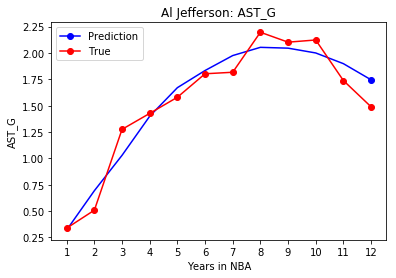 Al Jefferson: AST_G
Prediction
True
AST_G
2.25
2.00
1.75
1.50
1.25
1.00
0.75
0.50
0.25
1 2 3 4 5 6 7 8 9 10 11 12
Years in NBA